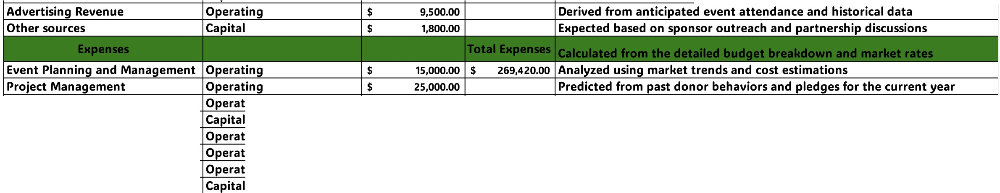 Advertising Revenue Operating $ 9,500.00 Derived from anticipated event attendance and historical data
Other sources Capital $ 1,800.00 Expected based on sponsor outreach and partnership discussions
Expenses Total Expenses Calculated from the detailed budget breakdown and market rates
Event Planning and Management Operating $ 15,000.00 $ 269,420.00 Analyzed using market trends and cost estimations
Project Management Operating $ 25,000.00 Predicted from past donor behaviors and pledges for the current year
Operat
Capital
Operat
Operat
Operat
Capital